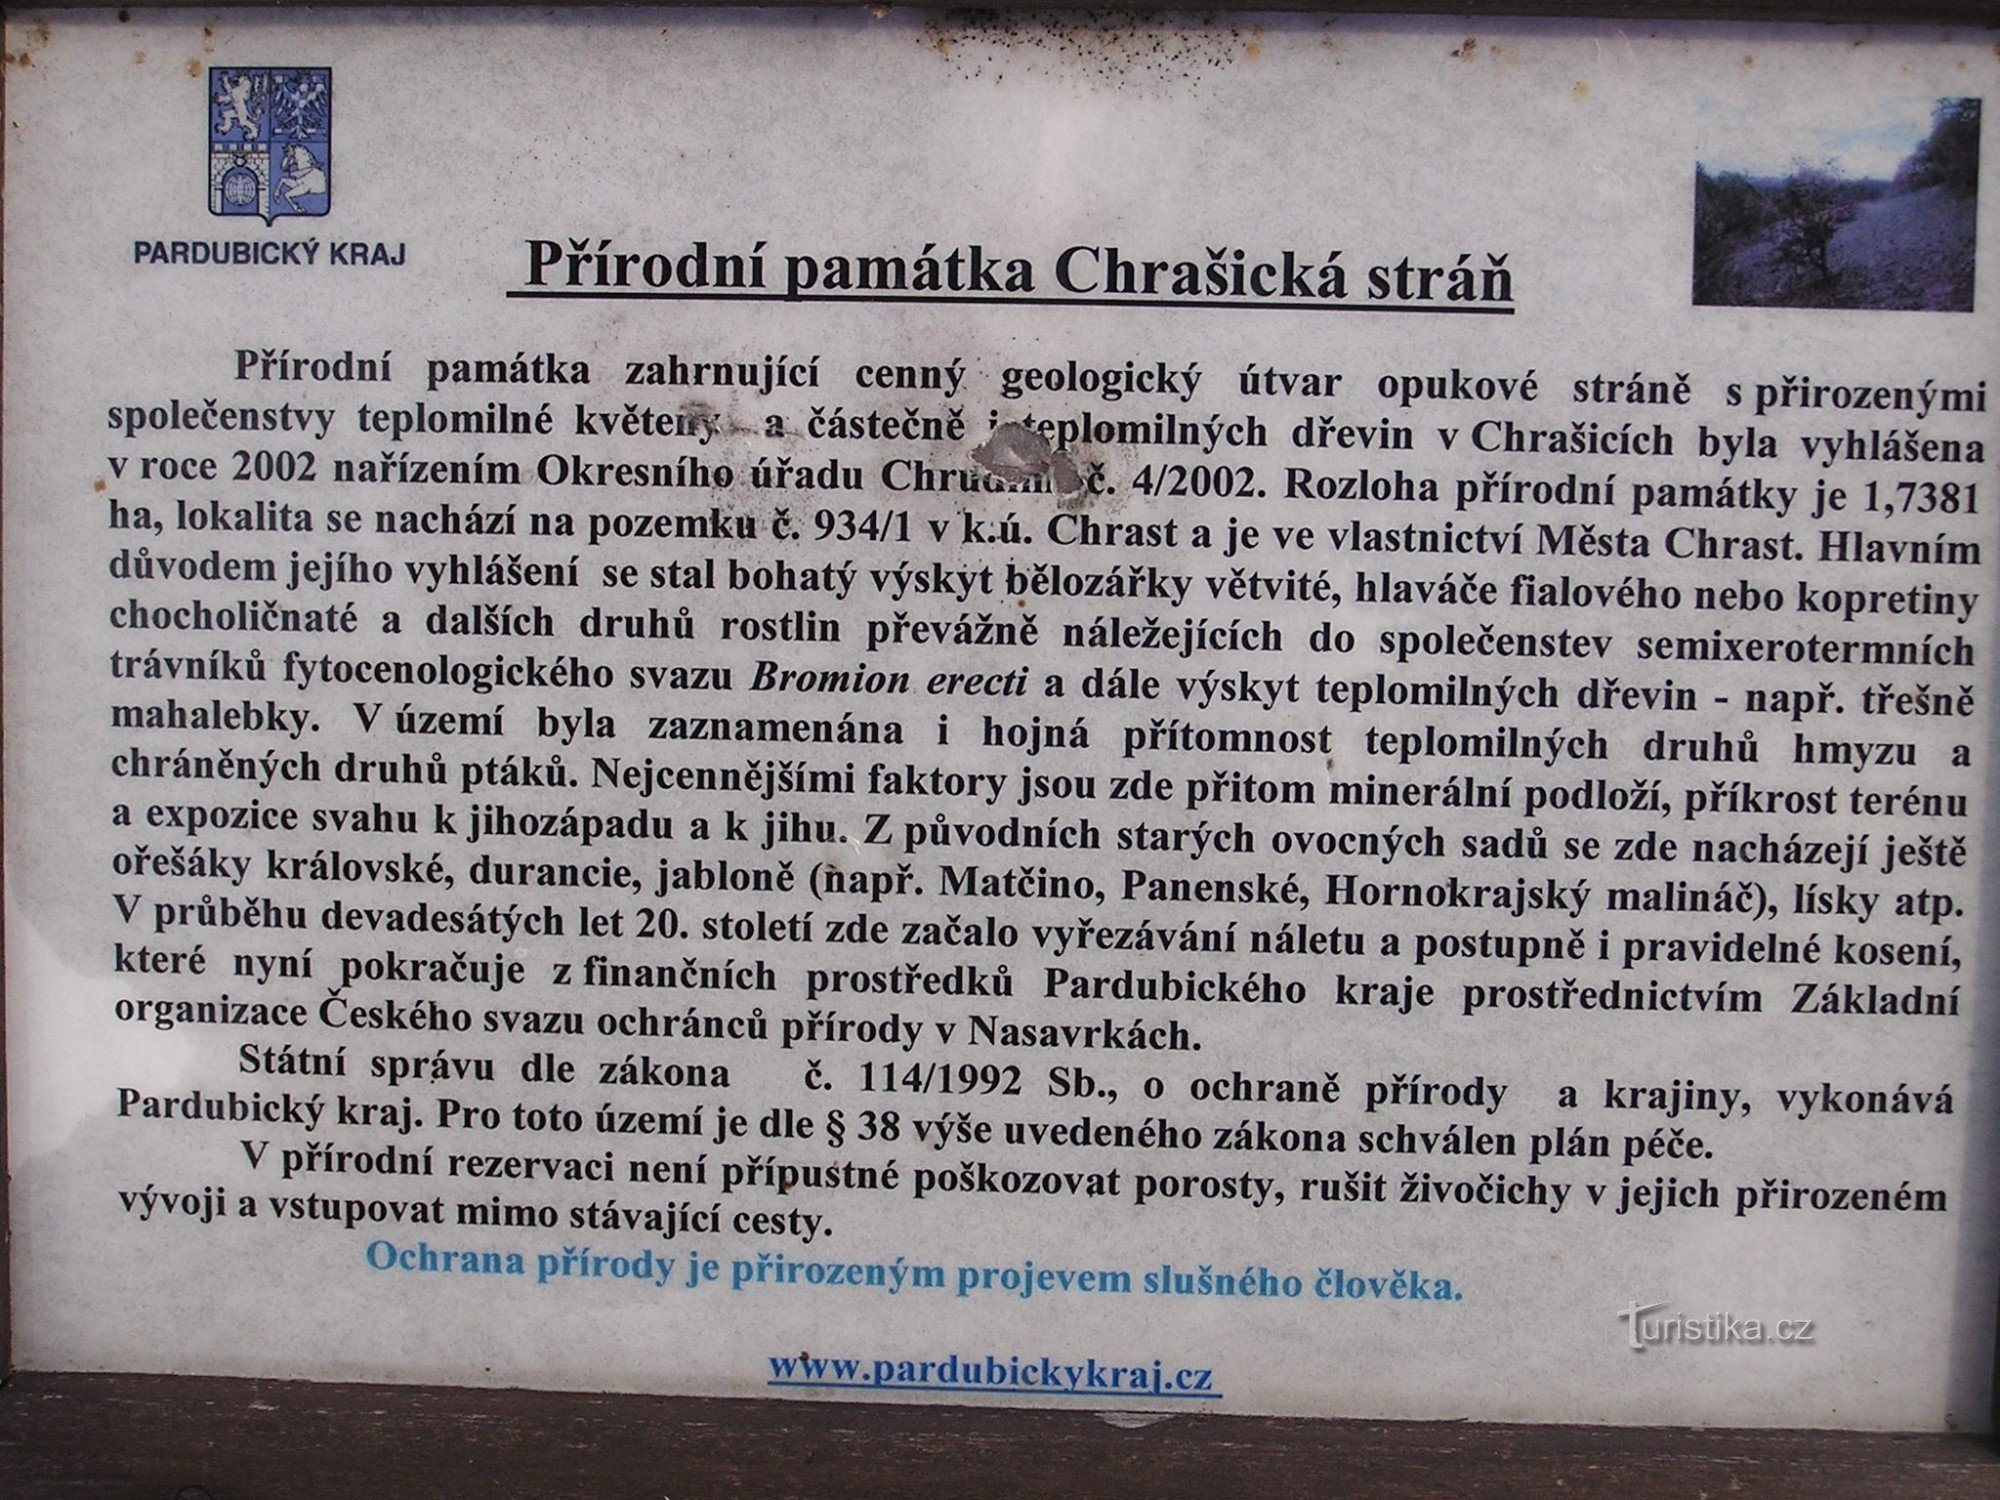 PARDUBICKÝ KRAJ
Přírodní památka Chrašická stráň
Přírodní památka zahrnující cenný geologický útvar opukové stráně s přirozenými
společenstvy teplomilné květeny a částečně i teplomilných dřevin v Chrašicích byla vyhlášena
v roce 2002 nařízením Okresního úřadu Chrudim č. 4/2002. Rozloha přírodní památky je 1,7381
ha, lokalita se nachází na pozemku č. 934/1 v k.ú. Chrast a je ve vlastnictví Města Chrast. Hlavním
důvodem jejího vyhlášení se stal bohatý výskyt bělozářky větvité, hlaváče fialového nebo kopretiny
chocholičnaté a dalších druhů rostlin převážně náležejících do společenstev semixerotermních
trávníků fytocenologického svazu Bromion erecti a dále výskyt teplomilných dřevin - např. třešně
mahalebky. V území byla zaznamenána i hojná přítomnost teplomilných druhů hmyzu a
chráněných druhů ptáků. Nejcennějšími faktory jsou zde přitom minerální podloží, příkrost terénu
a expozice svahu k jihozápadu a k jihu. Z původních starých ovocných sadů se zde nacházejí ještě
ořešáky královské, durancie, jabloně (např. Matčino, Panenské, Hornokrajský malináč), lísky atp.
V průběhu devadesátých let 20. století zde začalo vyřezávání náletu a postupně i pravidelné kosení,
které nyní pokračuje z finančních prostředků Pardubického kraje prostřednictvím Základní
organizace Českého svazu ochránců přírody v Nasavrkách.
Státní správu dle zákona č. 114/1992 Sb., o ochraně přírody a krajiny, vykonává
Pardubický kraj. Pro toto území je dle § 38 výše uvedeného zákona schválen plán péče.
V přírodní rezervaci není přípustné poškozovat porosty, rušit živočichy v jejich přirozeném
vývoji a vstupovat mimo stávající cesty.
Ochrana přírody je přirozeným projevem slušného člověka.
Turistika.cz
www.pardubickykraj.cz